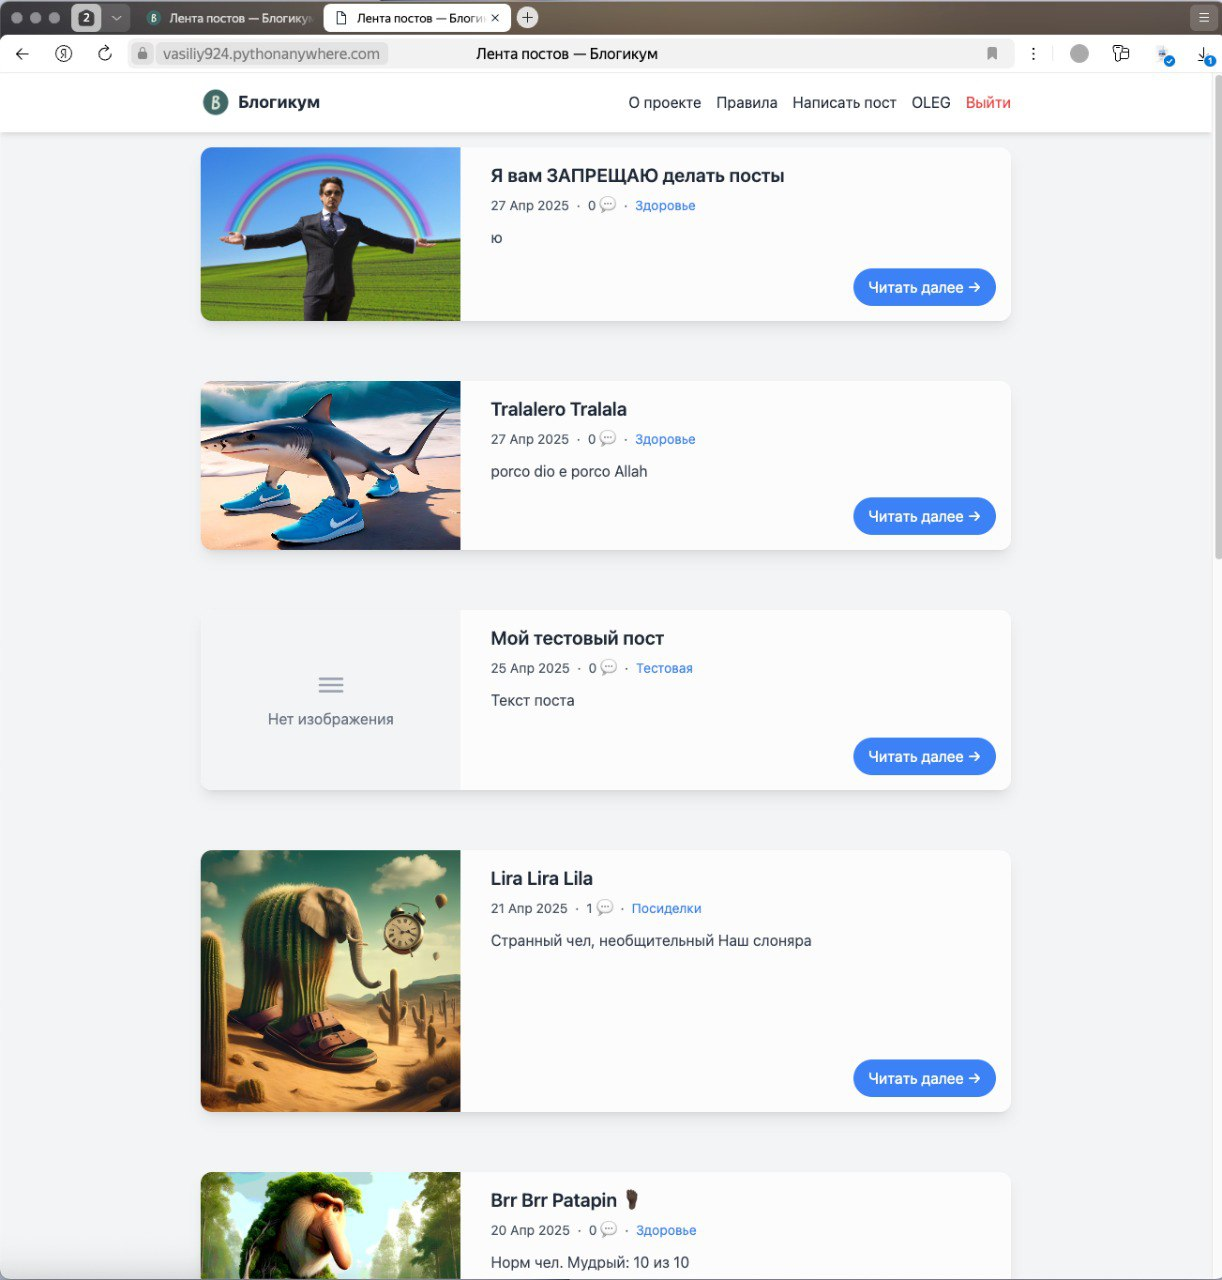 2
Лента постов — Блогикум
Лента постов — Блоги
vasiliy924.pythonanywhere.com
Лента постов — Блогикум
1
Блогикум
О проекте
Правила
Написать пост
OLEG
Выйти
Я вам ЗАПРЕЩАЮ делать посты
27 Апр 2025 · 0 💬 · Здоровье
ю
Читать далее →
Tralalero Tralala
27 Апр 2025 · 0 💬 · Здоровье
porco dio e porco Allah
Читать далее →
Нет изображения
Мой тестовый пост
25 Апр 2025 · 0 💬 · Тестовая
Текст поста
Читать далее →
Lira Lira Lila
21 Апр 2025 · 1 💬 · Посиделки
Странный чел, необщительный Наш слоняра
Читать далее →
Brr Brr Patapin
20 Апр 2025 · 0 💬 · Здоровье
Норм чел. Мудрый: 10 из 10